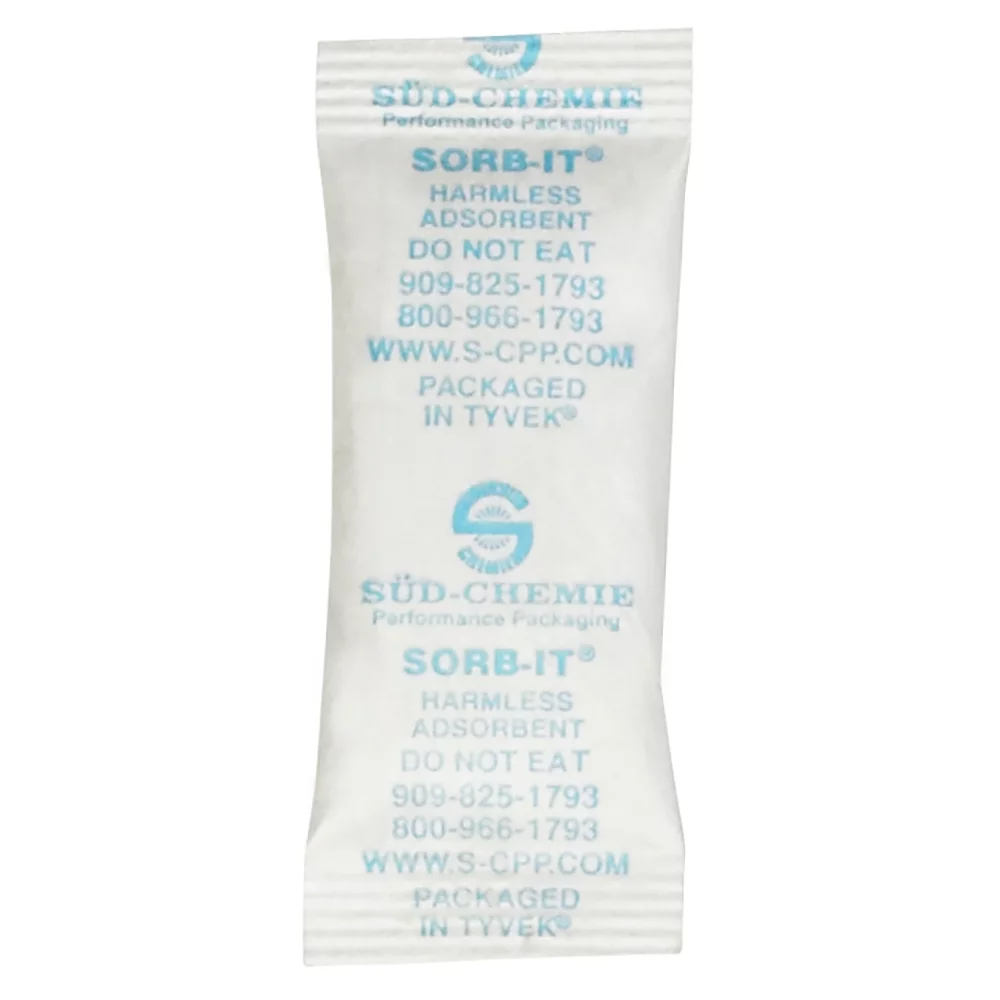 SÜD-CHEMIE
Performance Packaging
SORB-IT®
HARMLESS
ADSORBENT
DO NOT EAT
909-825-1793
800-966-1793
WWW.S-CPP.COM
PACKAGED
IN TYVEK®
S
CHEMIE
SÜD-CHEMIE
Performance Packaging
SORB-IT®
HARMLESS
ADSORBENT
DO NOT EAT
909-825-1793
800-966-1793
WWW.S-CPP.COM
PACKAGED
IN TYVEK®